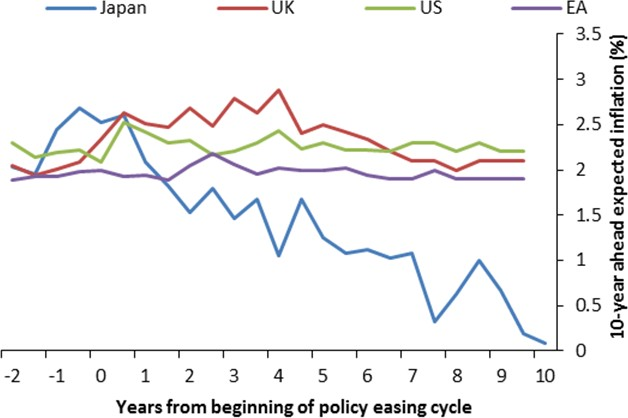 Japan UK US EA
3.5
3
2.5
2
1.5
1
0.5
0
10-year ahead expected inflation (%)
-2 -1 0 1 2 3 4 5 6 7 8 9 10
Years from beginning of policy easing cycle